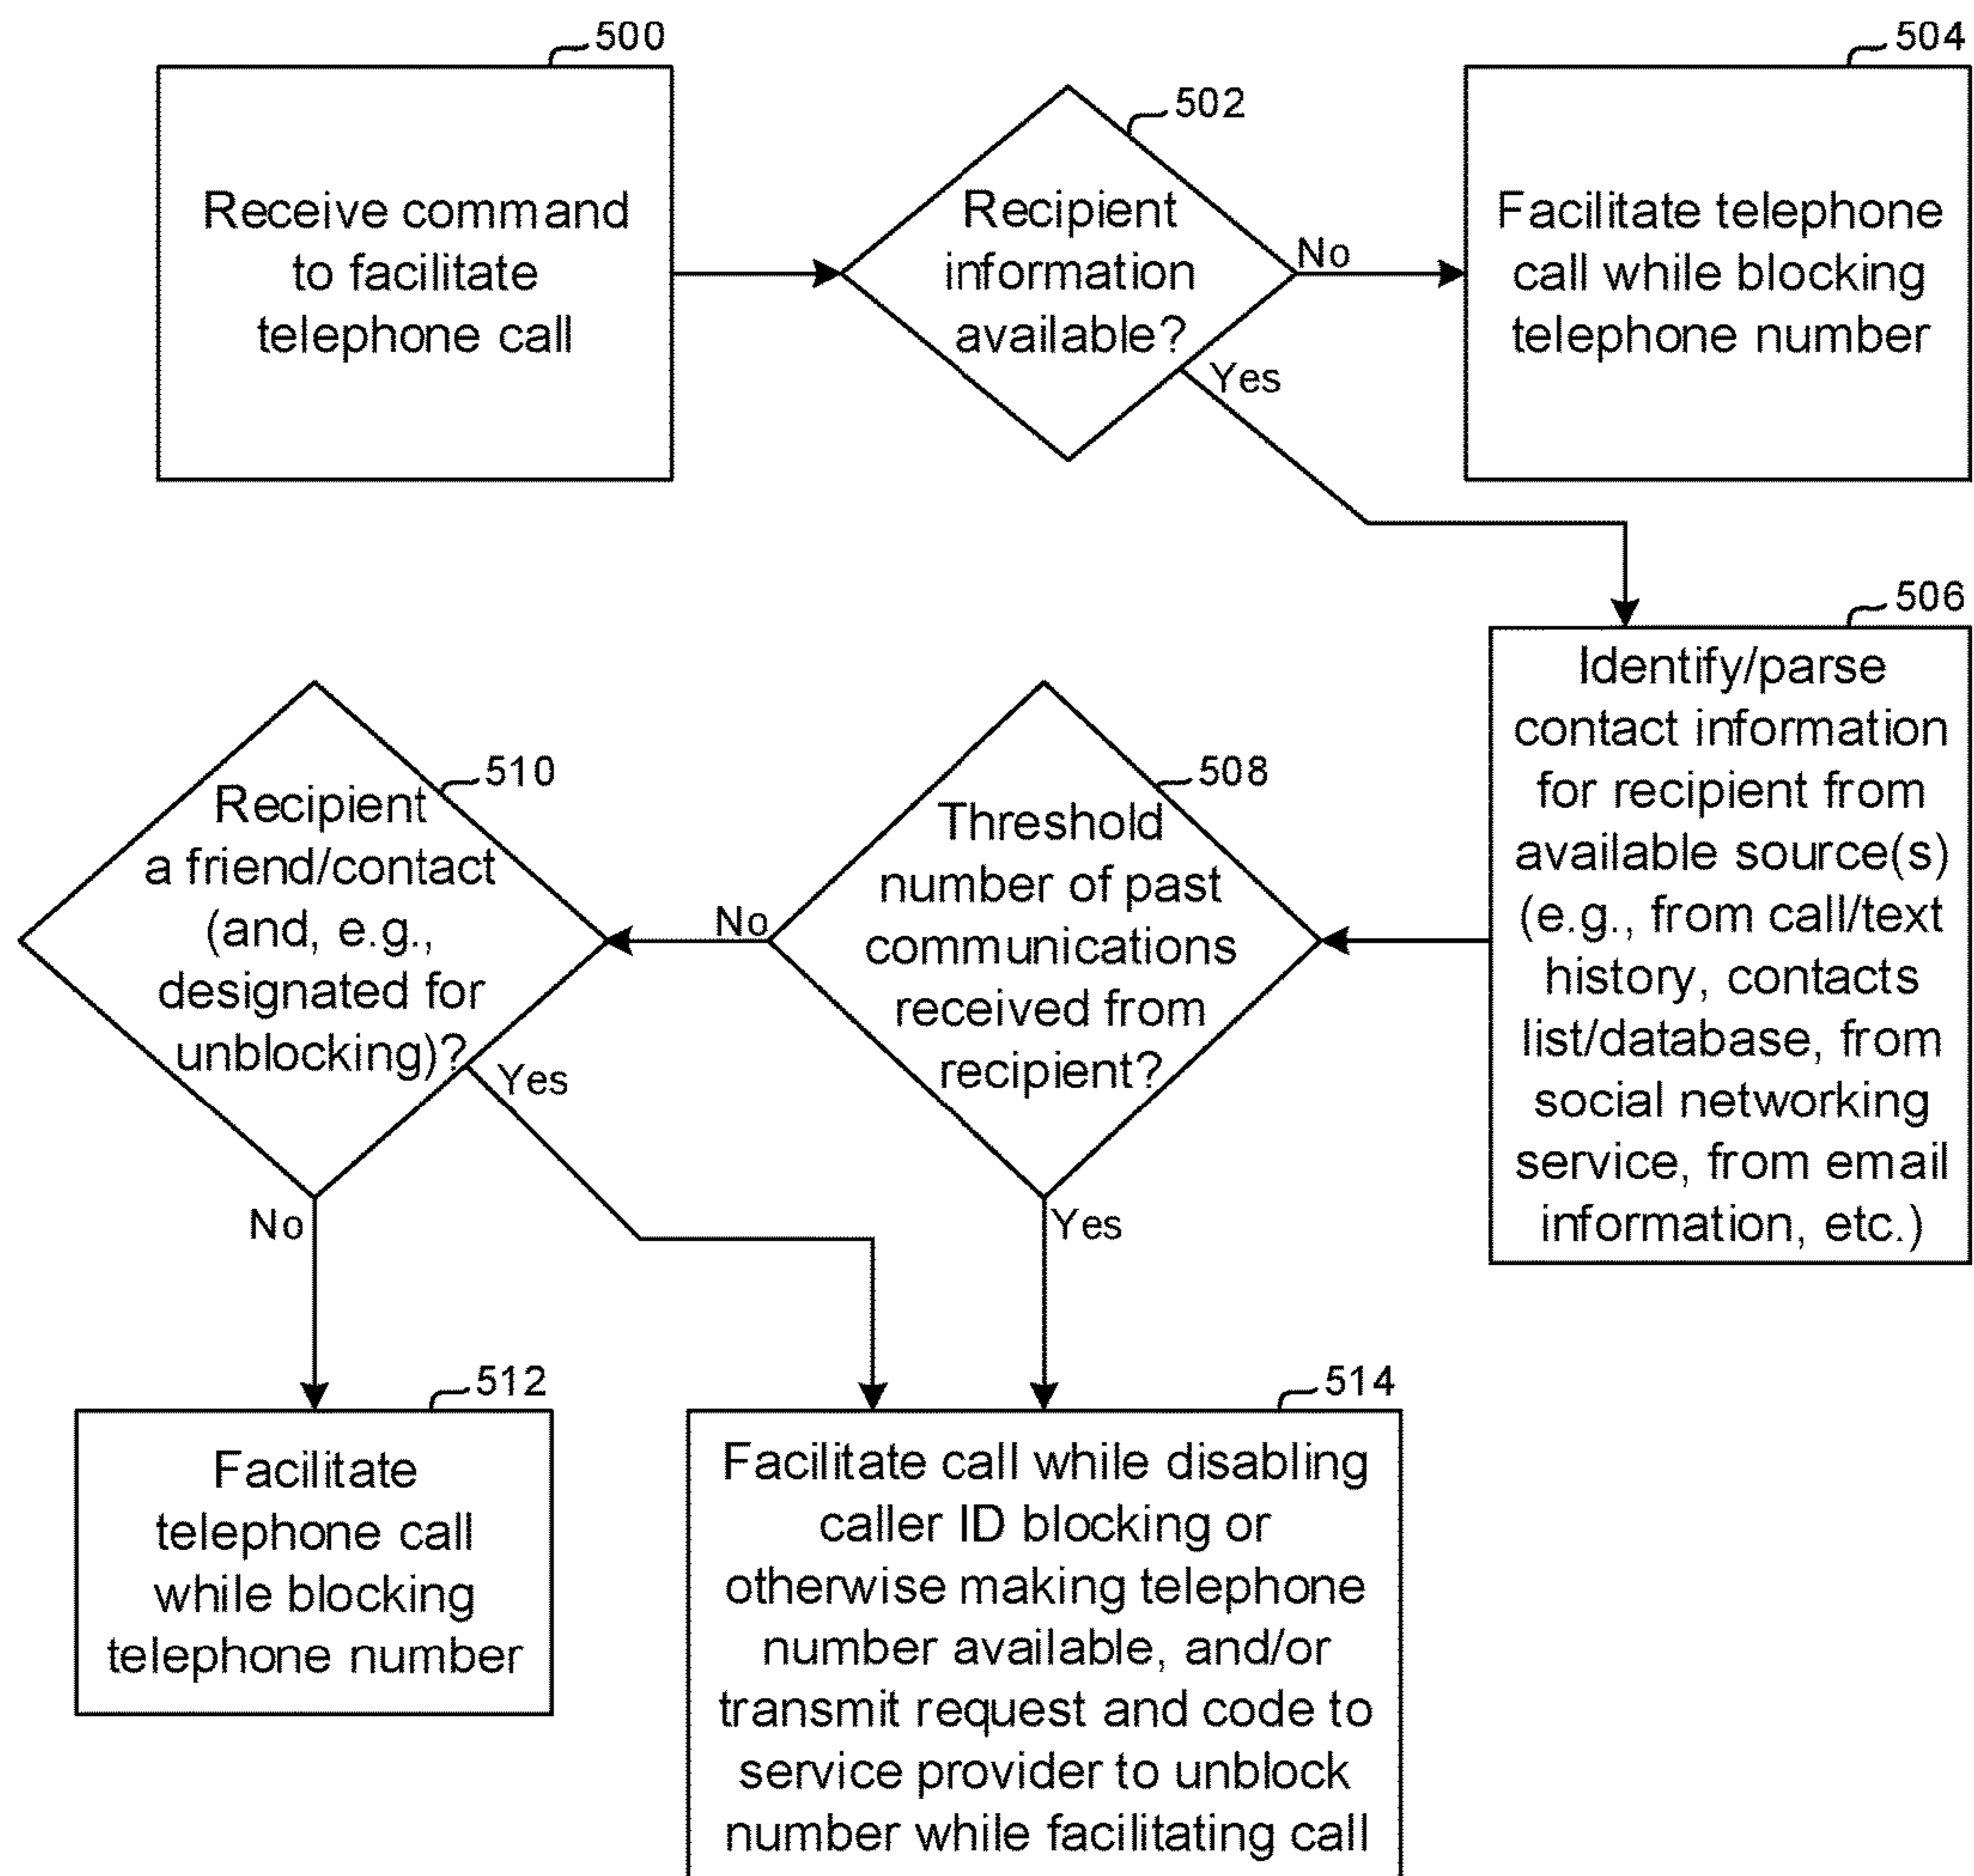 500
Receive command
to facilitate
telephone call
502
Recipient
information
available?
No
Yes
504
Facilitate telephone
call while blocking
telephone number
506
Identify/parse
contact information
for recipient from
available source(s)
(e.g., from call/text
history, contacts
list/database, from
social networking
service, from email
information, etc.)
508
Threshold
number of past
communications
received from
recipient?
No
Yes
510
Recipient
a friend/contact
(and, e.g.,
designated for
unblocking)?
Yes
No
512
Facilitate
telephone call
while blocking
telephone number
514
Facilitate call while disabling
caller ID blocking or
otherwise making telephone
number available, and/or
transmit request and code to
service provider to unblock
number while facilitating call